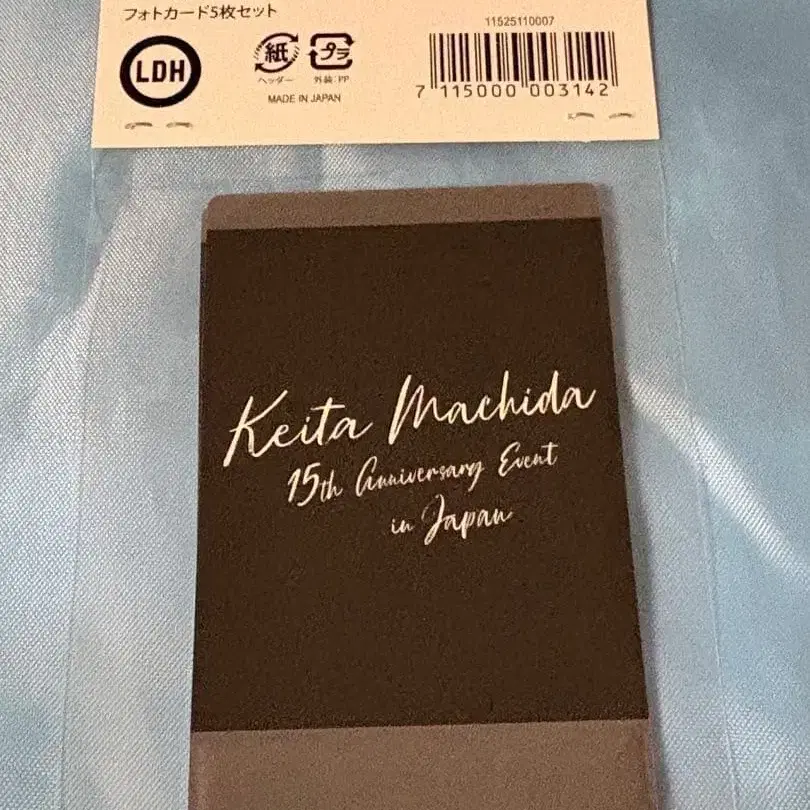 フォトカード5枚セット
LDH
紙
ヘッダー
プラ
外装:PP
MADE IN JAPAN
11525110007
7 115000 003142
Keita Machida
15th Anniversary Event
in Japan